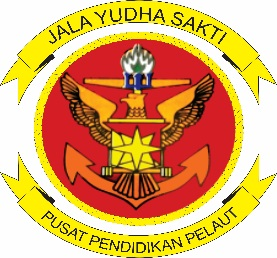 JALA YUDHA SAKTI
PUSAT PENDIDIKAN PELAUT